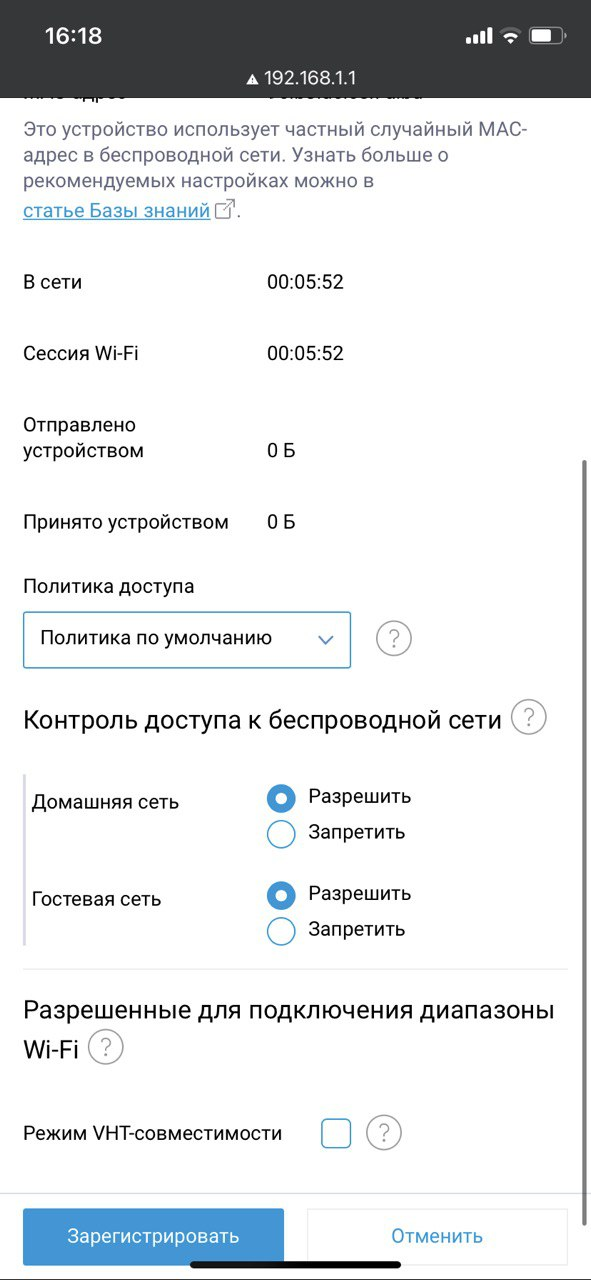 16:18
192.168.1.1
Это устройство использует частный случайный MAC-
адрес в беспроводной сети. Узнать больше о
рекомендуемых настройках можно в
статье Базы знаний.
В сети 00:05:52
Сессия Wi-Fi 00:05:52
Отправлено
устройством 0 Б
Принято устройством 0 Б
Политика доступа
Политика по умолчанию ?
Контроль доступа к беспроводной сети ?
Домашняя сеть Разрешить
Запретить
Гостевая сеть Разрешить
Запретить
Разрешенные для подключения диапазоны
Wi-Fi ?
Режим VHT-совместимости ?
Зарегистрировать Отменить